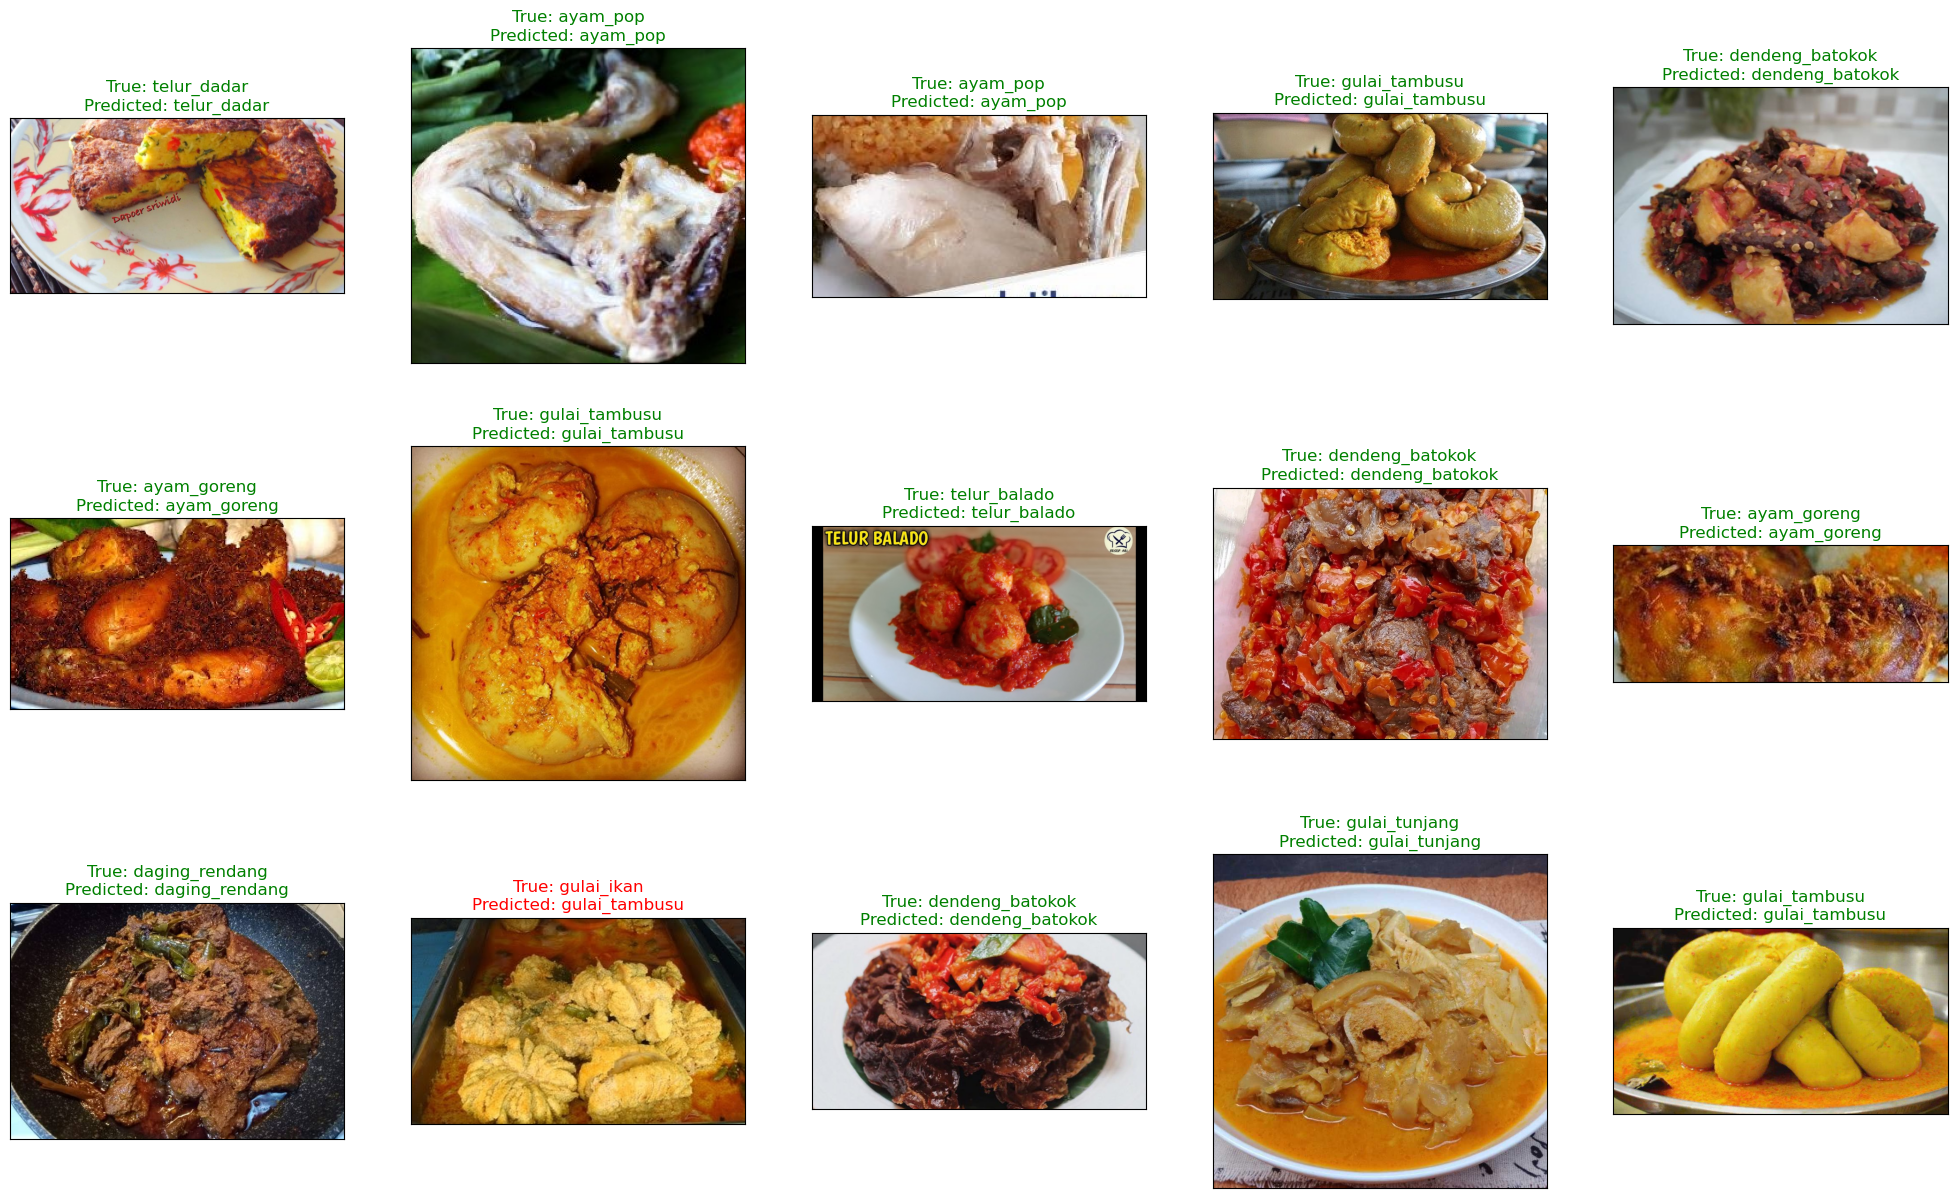 True: telur_dadar
Predicted: telur_dadar
Dapoer sriwidi
True: ayam_pop
Predicted: ayam_pop
True: ayam_pop
Predicted: ayam_pop
True: gulai_tambusu
Predicted: gulai_tambusu
True: dendeng_batokok
Predicted: dendeng_batokok
True: ayam_goreng
Predicted: ayam_goreng
True: gulai_tambusu
Predicted: gulai_tambusu
True: telur_balado
Predicted: telur_balado
TELUR BALADO
True: dendeng_batokok
Predicted: dendeng_batokok
True: ayam_goreng
Predicted: ayam_goreng
True: daging_rendang
Predicted: daging_rendang
True: gulai_ikan
Predicted: gulai_tambusu
True: dendeng_batokok
Predicted: dendeng_batokok
True: gulai_tunjang
Predicted: gulai_tunjang
True: gulai_tambusu
Predicted: gulai_tambusu